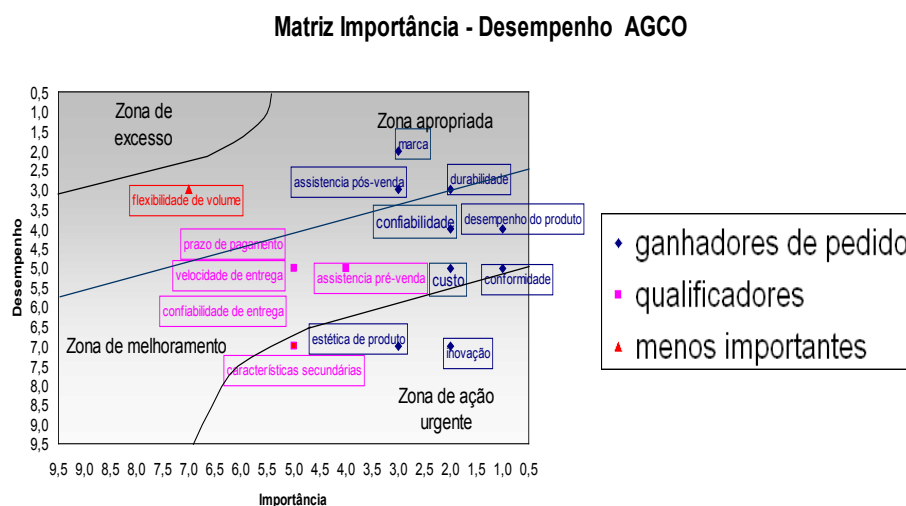 Matriz Importância - Desempenho AGCO
0,5
1,0
1,5
2,0
2,5
3,0
3,5
4,0
4,5
5,0
5,5
6,0
6,5
7,0
7,5
8,0
8,5
9,0
9,5
Desempenho
Zona de
excesso
Zona apropriada
marca
assistencia pós-venda
durabilidade
flexibilidade de volume
confiabilidade
desempenho do produto
prazo de pagamento
velocidade de entrega
assistencia pré-venda
custo
conformidade
confiabilidade de entrega
Zona de melhoramento
estética de produto
inovação
características secundárias
Zona de ação
urgente
9,5 9,0 8,5 8,0 7,5 7,0 6,5 6,0 5,5 5,0 4,5 4,0 3,5 3,0 2,5 2,0 1,5 1,0 0,5
Importância
ganhadores de pedido
qualificadores
menos importantes